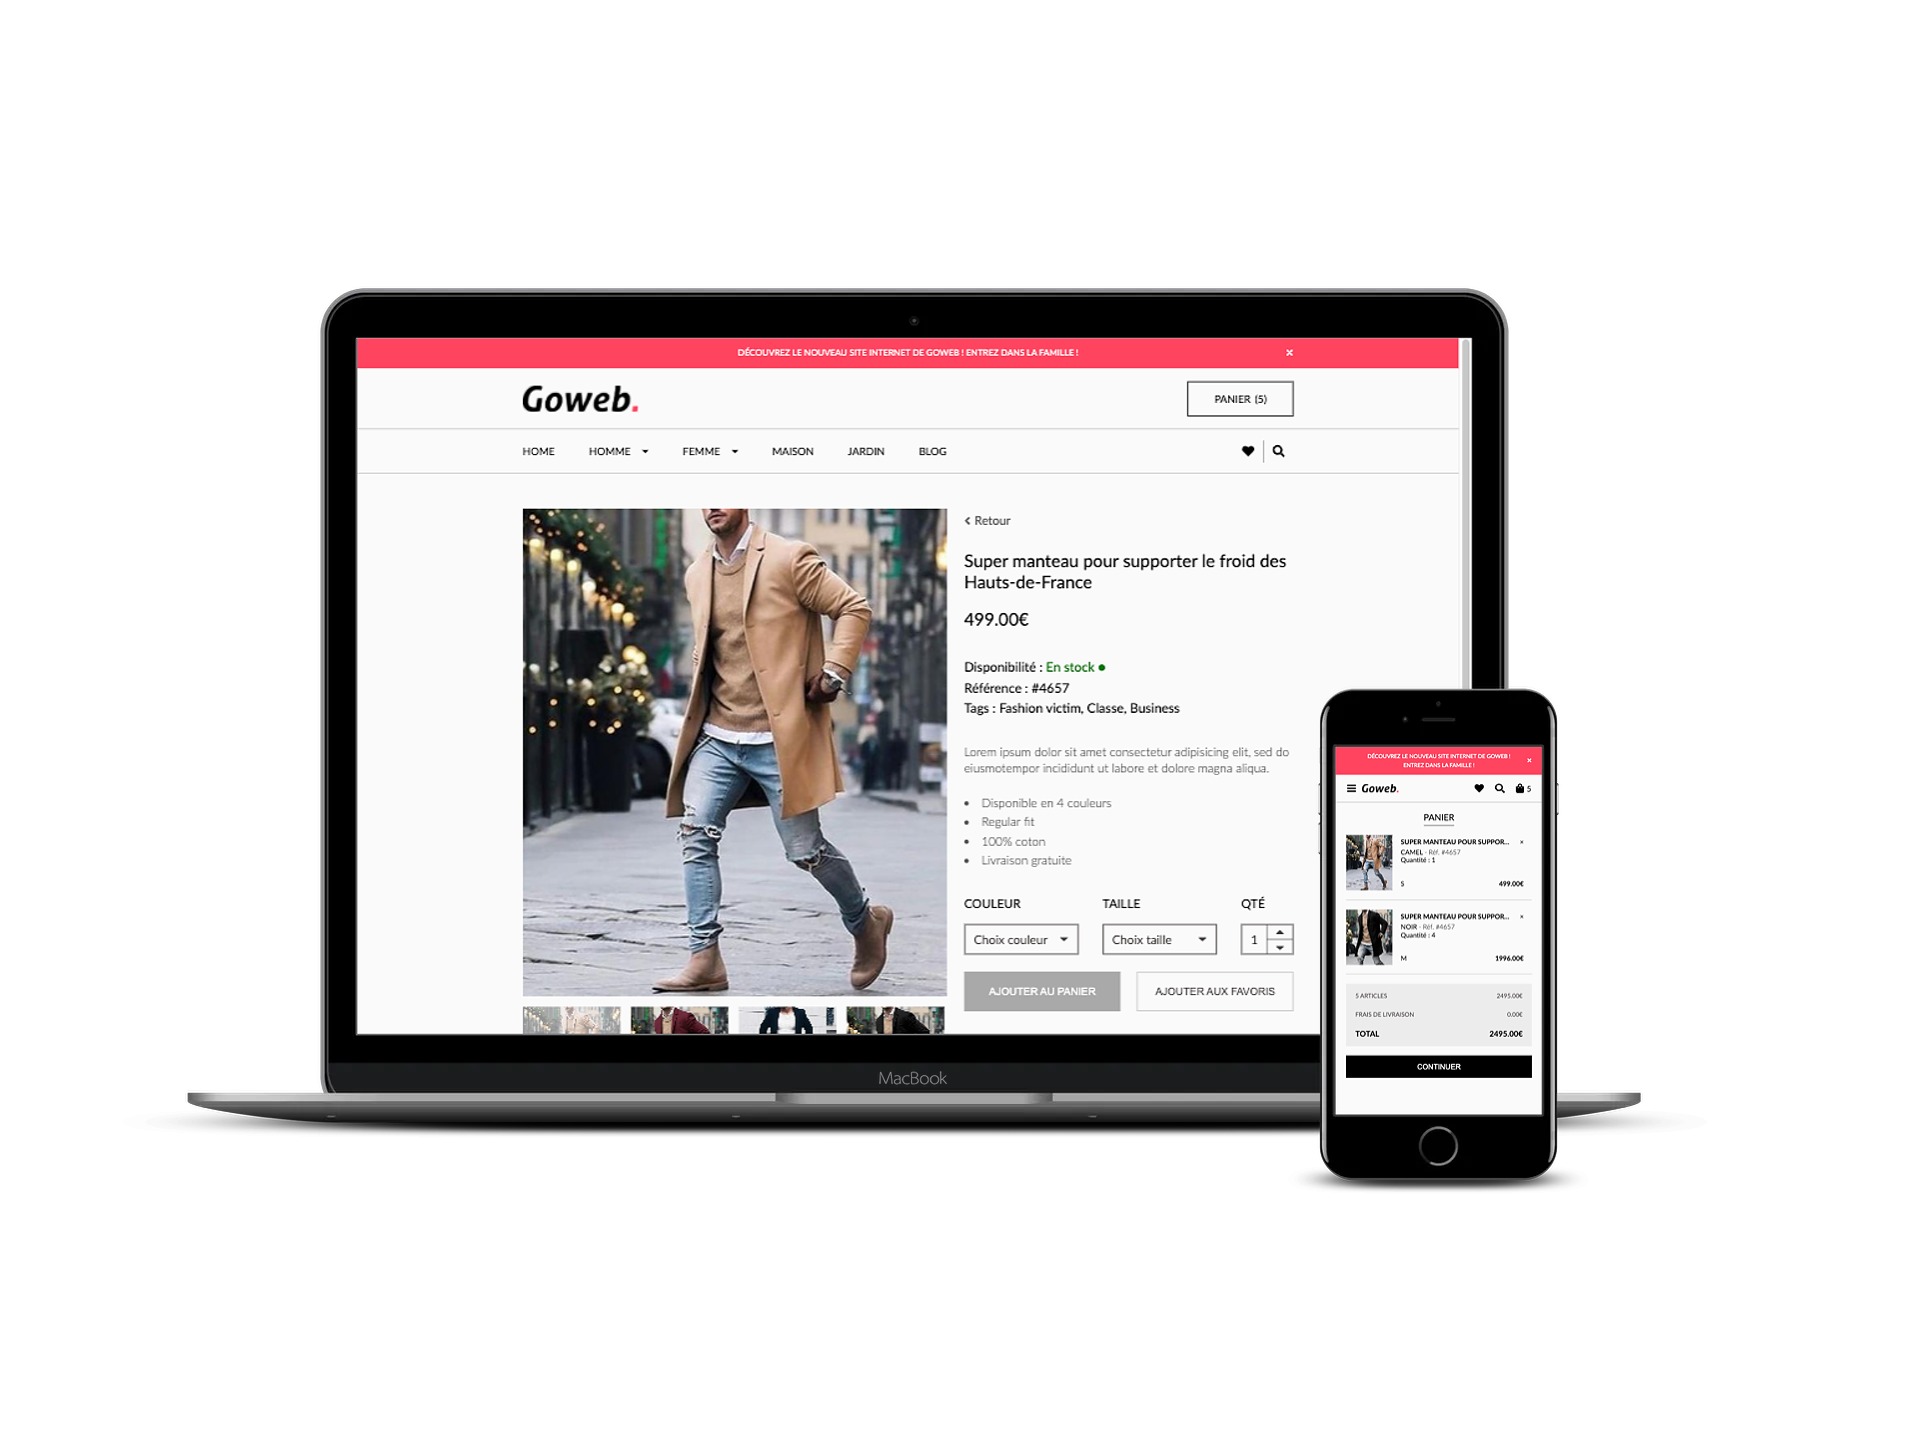 DÉCOUVREZ LE NOUVEAU SITE INTERNET DE GOWEB ! ENTREZ DANS LA FAMILLE !
×
Goweb.
PANIER (5)
HOME HOMME FEMME MAISON JARDIN BLOG
Retour
Super manteau pour supporter le froid des
Hauts-de-France
499.00€
Disponibilité : En stock
Référence : #4657
Tags : Fashion victim, Classe, Business
Lorem ipsum dolor sit amet consectetur adipisicing elit, sed do
eiusmotempor incididunt ut labore et dolore magna aliqua.
• Disponible en 4 couleurs
• Regular fit
• 100% coton
• Livraison gratuite
COULEUR TAILLE QTÉ
Choix couleur Choix taille 1
AJOUTER AU PANIER AJOUTER AUX FAVORIS
MacBook
DÉCOUVREZ LE NOUVEAU SITE INTERNET DE GOWEB !
ENTREZ DANS LA FAMILLE !
×
Goweb. 5
PANIER
SUPER MANTEAU POUR SUPPOR... ×
CAMEL - Réf. #4657
Quantité : 1
S 499.00€
SUPER MANTEAU POUR SUPPOR... ×
NOIR - Réf. #4657
Quantité : 4
M 1996.00€
5 ARTICLES 2495.00€
FRAIS DE LIVRAISON 0.00€
TOTAL 2495.00€
CONTINUER